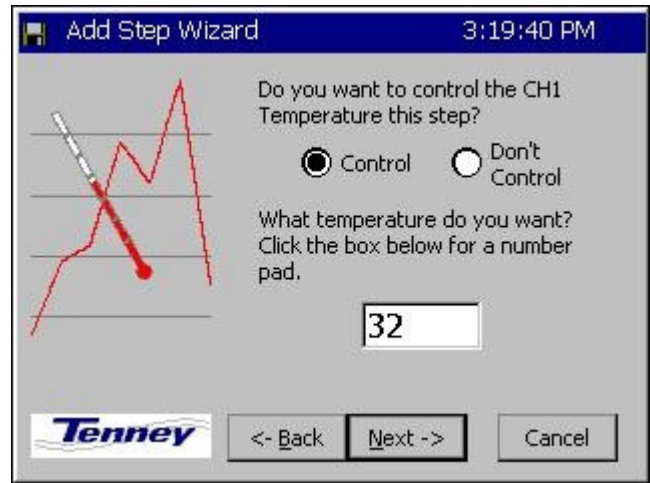 Add Step Wizard 3:19:40 PM
Do you want to control the CH1
Temperature this step?
Control
Don't
Control
What temperature do you want?
Click the box below for a number
pad.
32
Tenney
<- Back
Next ->
Cancel